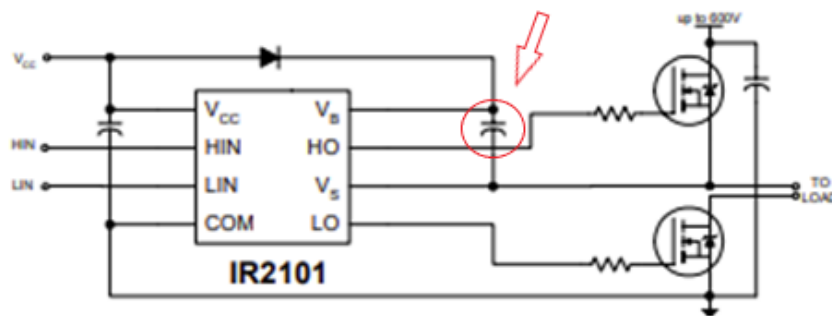 up to 600V
VCC
VCC
VB
HIN
HIN
HO
LIN
LIN
VS
TO
LOAD
COM
LO
IR2101